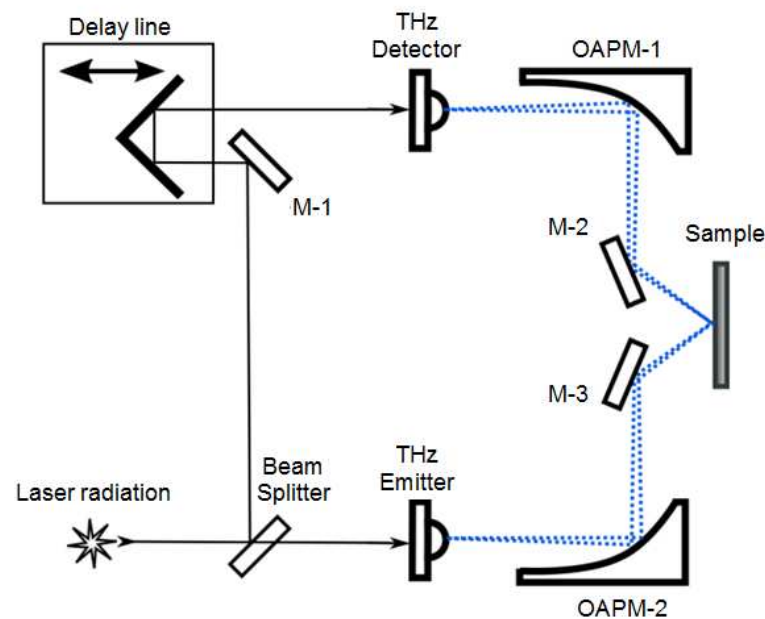 Delay line
THz
Detector
OAPM-1
M-1
M-2
Sample
M-3
Laser radiation
Beam
Splitter
THz
Emitter
OAPM-2